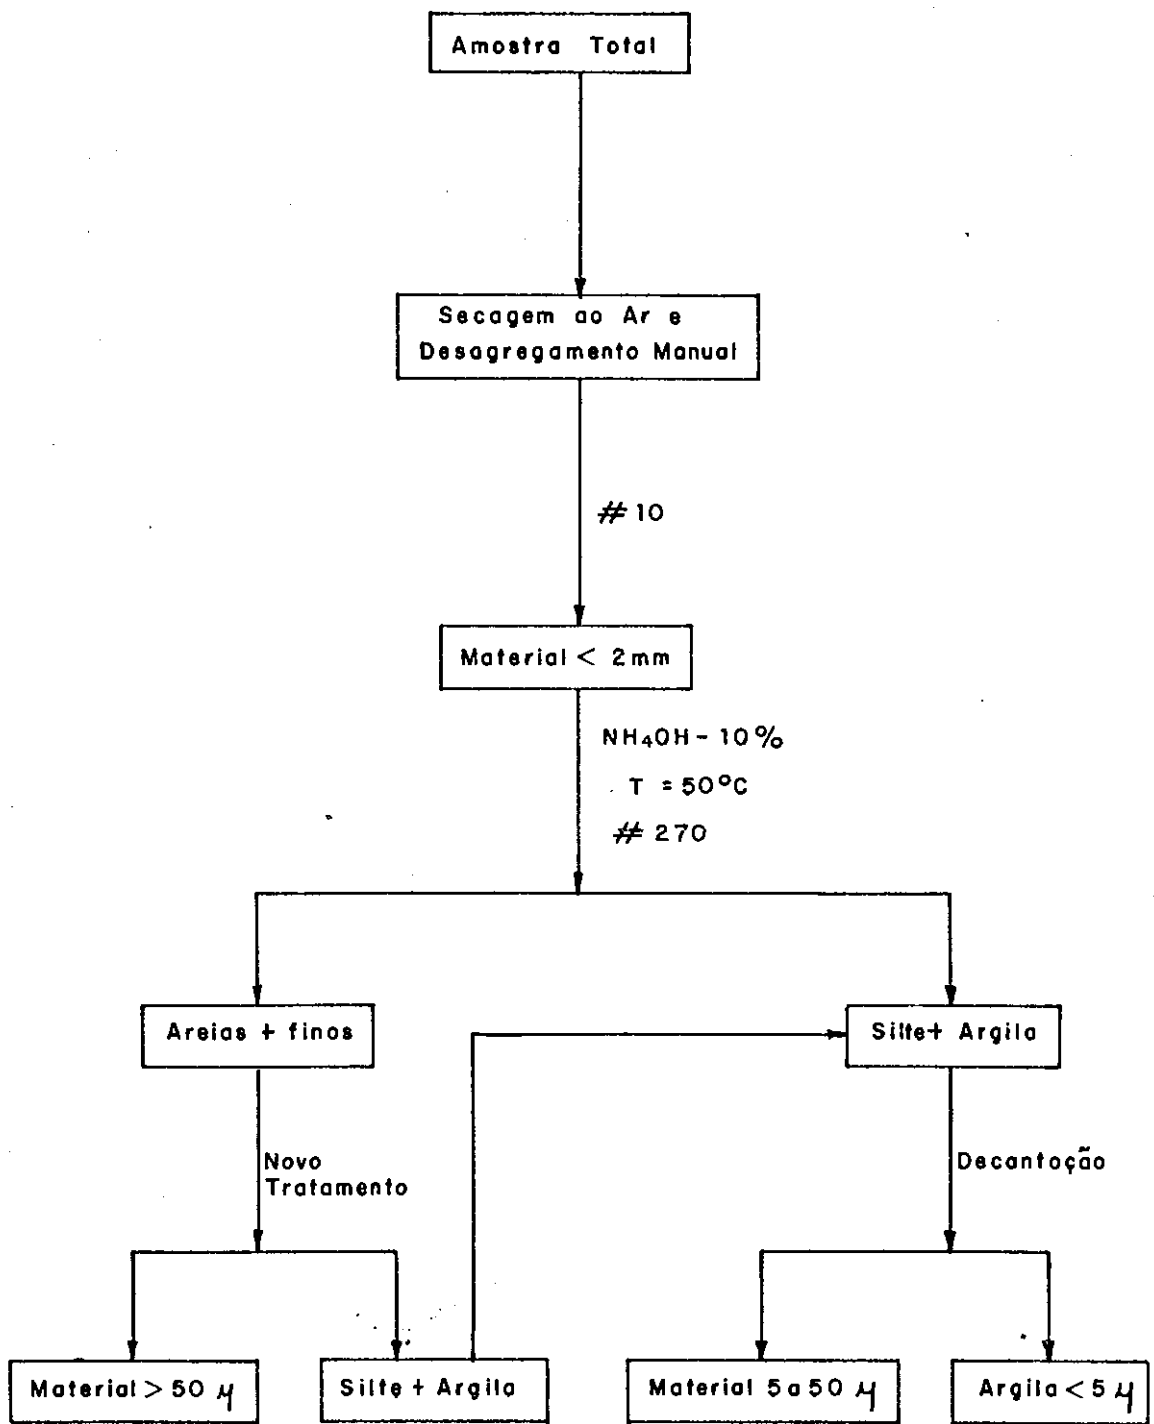 Amostra Total
Secagem ao Ar e
Desagregamento Manual
# 10
Material < 2mm
NH₄OH - 10%
T = 50°C
# 270
Areias + finos
Silte+ Argila
Novo
Tratamento
Decantação
Material > 50 μ
Silte + Argila
Material 5 a 50 μ
Argila < 5 μ